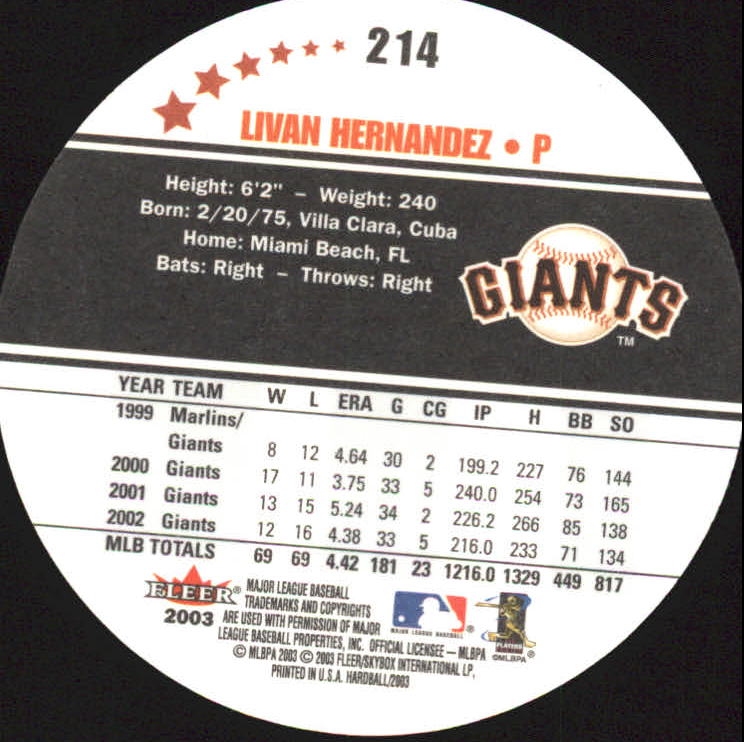 214
LIVAN HERNANDEZ • P
Height: 6'2" – Weight: 240
Born: 2/20/75, Villa Clara, Cuba
Home: Miami Beach, FL
Bats: Right – Throws: Right
GIANTS
TM
YEAR TEAM W L ERA G CG IP H BB SO
1999 Marlins/
Giants 8 12 4.64 30 2 199.2 227 76 144
2000 Giants 17 11 3.75 33 5 240.0 254 73 165
2001 Giants 13 15 5.24 34 2 226.2 266 85 138
2002 Giants 12 16 4.38 33 5 216.0 233 71 134
MLB TOTALS 69 69 4.42 181 23 1216.0 1329 449 817
FLEER®
2003
MAJOR LEAGUE BASEBALL
TRADEMARKS AND COPYRIGHTS
ARE USED WITH PERMISSION OF MAJOR
LEAGUE BASEBALL PROPERTIES, INC. OFFICIAL LICENSEE – MLBPA
© MLBPA 2003 © 2003 FLEER/SKYBOX INTERNATIONAL LP,
PRINTED IN U.S.A. HARDBALL/2003
MAJOR LEAGUE BASEBALL ®
PLAYERS
©MLBPA ®